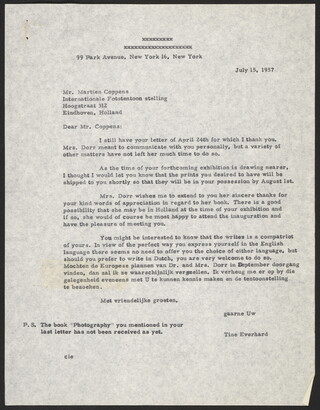 xxxxxxxxx
xxxxxxxxxxxxxxxxxxxx
99 Park Avenue, New York 16, New York
July 15, 1957
Mr. Martien Coppens
Internationale Fototentoon stelling
Hoogstraat 312
Eindhoven, Holland
Dear Mr. Coppens:
I still have your letter of April 24th for which I thank you.
Mrs. Dorr meant to communicate with you personally, but a variety of
other matters have not left her much time to do so.
As the time of your forthcoming exhibition is drawing nearer,
I thought I would let you know that the prints you desired to have will be
shipped to you shortly so that they will be in your possession by August 1st.
Mrs. Dorr wishes me to extend to you her sincere thanks for
your kind words of appreciation in regard to her book. There is a good
possibility that she may be in Holland at the time of your exhibition and
if so, she would of course be most happy to attend the inauguration and
have the pleasure of meeting you.
You might be interested to know that the writer is a compatriot
of yours. In view of the perfect way you express yourself in the English
language there seems no need to offer you the choice of either language, but
should you prefer to write in Dutch, you are very welcome to do so.
Mochten de Europese plannen van Dr. and Mrs. Dorr in September doorgang
vinden, dan zal ik ze waarschijnlijk vergezellen. Ik verheug me er op bij die
gelegenheid eveneens met U te kunnen kennis maken en de tentoonstelling
te bezoeken.
Met vriendelijke groeten,
gaarne Uw
P. S. The book "Photography" you mentioned in your
last letter has not been received as yet.
Tine Everhard